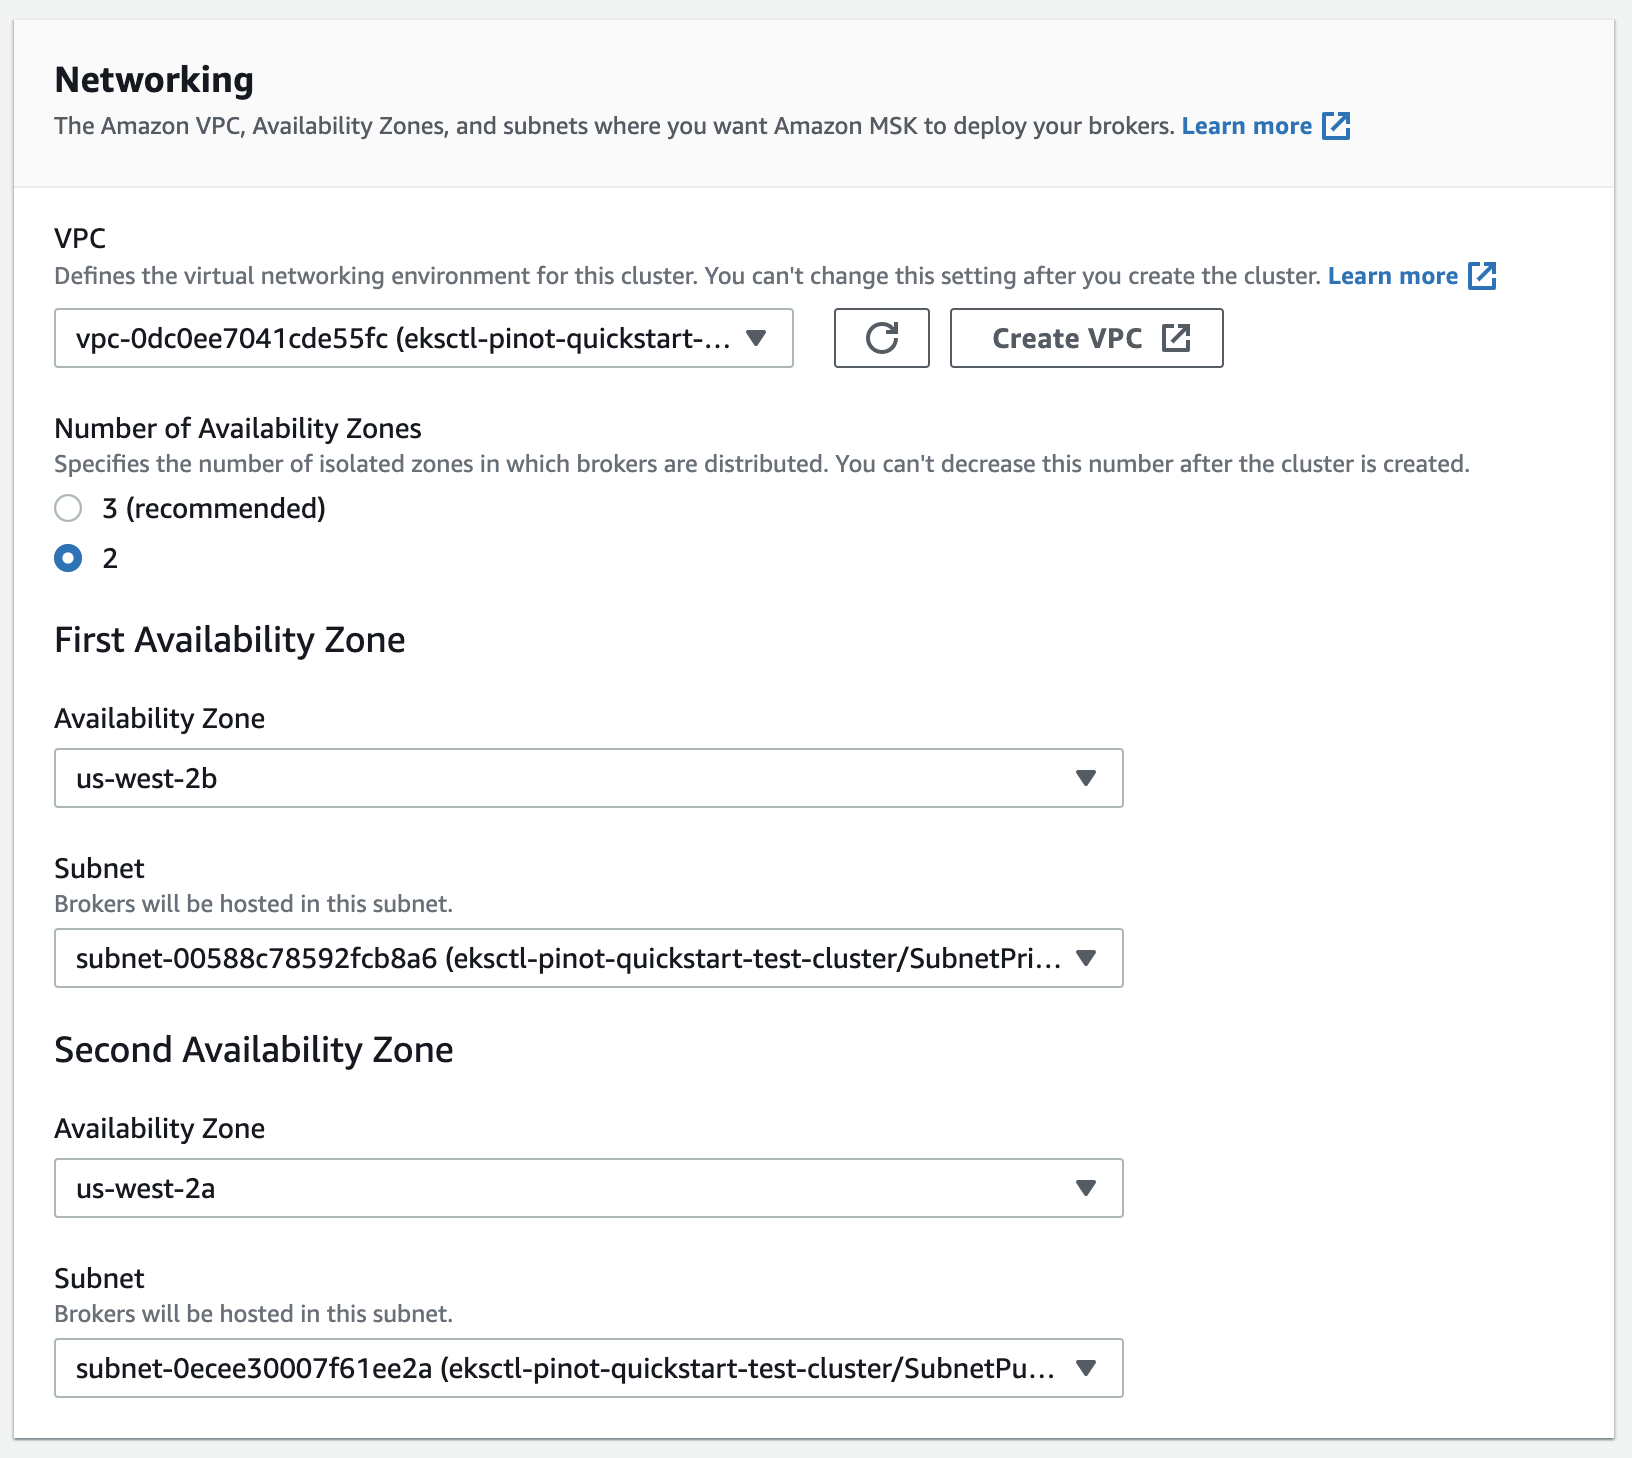 Networking
The Amazon VPC, Availability Zones, and subnets where you want Amazon MSK to deploy your brokers. Learn more
VPC
Defines the virtual networking environment for this cluster. You can't change this setting after you create the cluster. Learn more
vpc-0dc0ee7041cde55fc (eksctl-pinot-quickstart-...
Create VPC
Number of Availability Zones
Specifies the number of isolated zones in which brokers are distributed. You can't decrease this number after the cluster is created.
3 (recommended)
2
First Availability Zone
Availability Zone
us-west-2b
Subnet
Brokers will be hosted in this subnet.
subnet-00588c78592fcb8a6 (eksctl-pinot-quickstart-test-cluster/SubnetPri...
Second Availability Zone
Availability Zone
us-west-2a
Subnet
Brokers will be hosted in this subnet.
subnet-0ecee30007f61ee2a (eksctl-pinot-quickstart-test-cluster/SubnetPu...